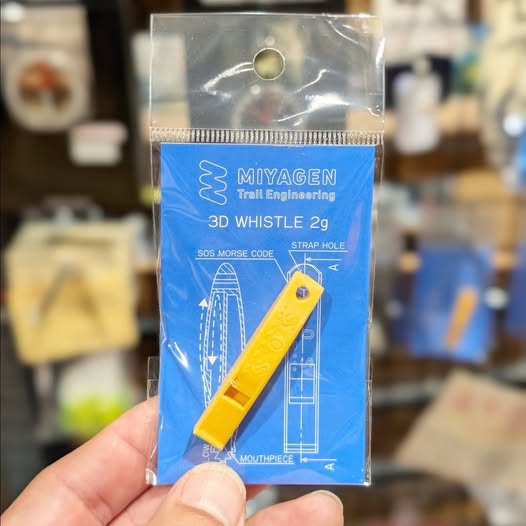 MIYAGEN
Trail Engineering
3D WHISTLE 2g
STRAP HOLE
SOS MORSE CODE
A
MOUTHPIECE
A